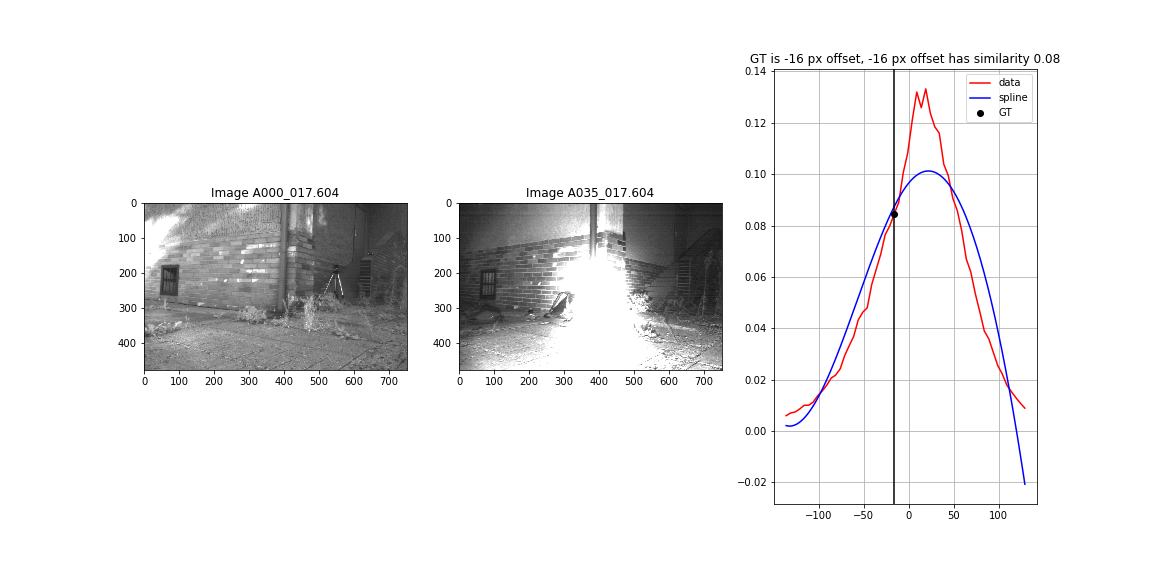 GT is -16 px offset, -16 px offset has similarity 0.08
Image A000_017.604
0
100
200
300
400
0 100 200 300 400 500 600 700
Image A035_017.604
0
100
200
300
400
0 100 200 300 400 500 600 700
0.14
0.12
0.10
0.08
0.06
0.04
0.02
0.00
−0.02
−100 −50 0 50 100
data
spline
GT